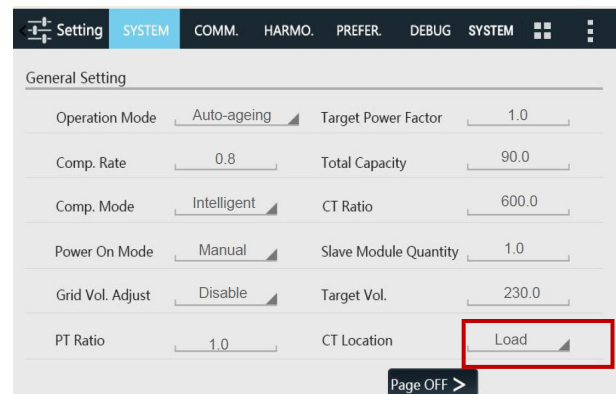 Setting SYSTEM COMM. HARMO. PREFER. DEBUG SYSTEM
General Setting
Operation Mode Auto-ageing Target Power Factor 1.0
Comp. Rate 0.8 Total Capacity 90.0
Comp. Mode Intelligent CT Ratio 600.0
Power On Mode Manual Slave Module Quantity 1.0
Grid Vol. Adjust Disable Target Vol. 230.0
PT Ratio 1.0 CT Location Load
Page OFF >